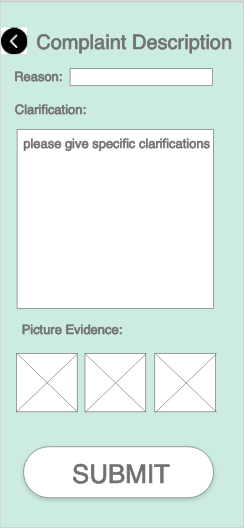 Complaint Description
Reason:
Clarification:
please give specific clarifications
Picture Evidence:
SUBMIT